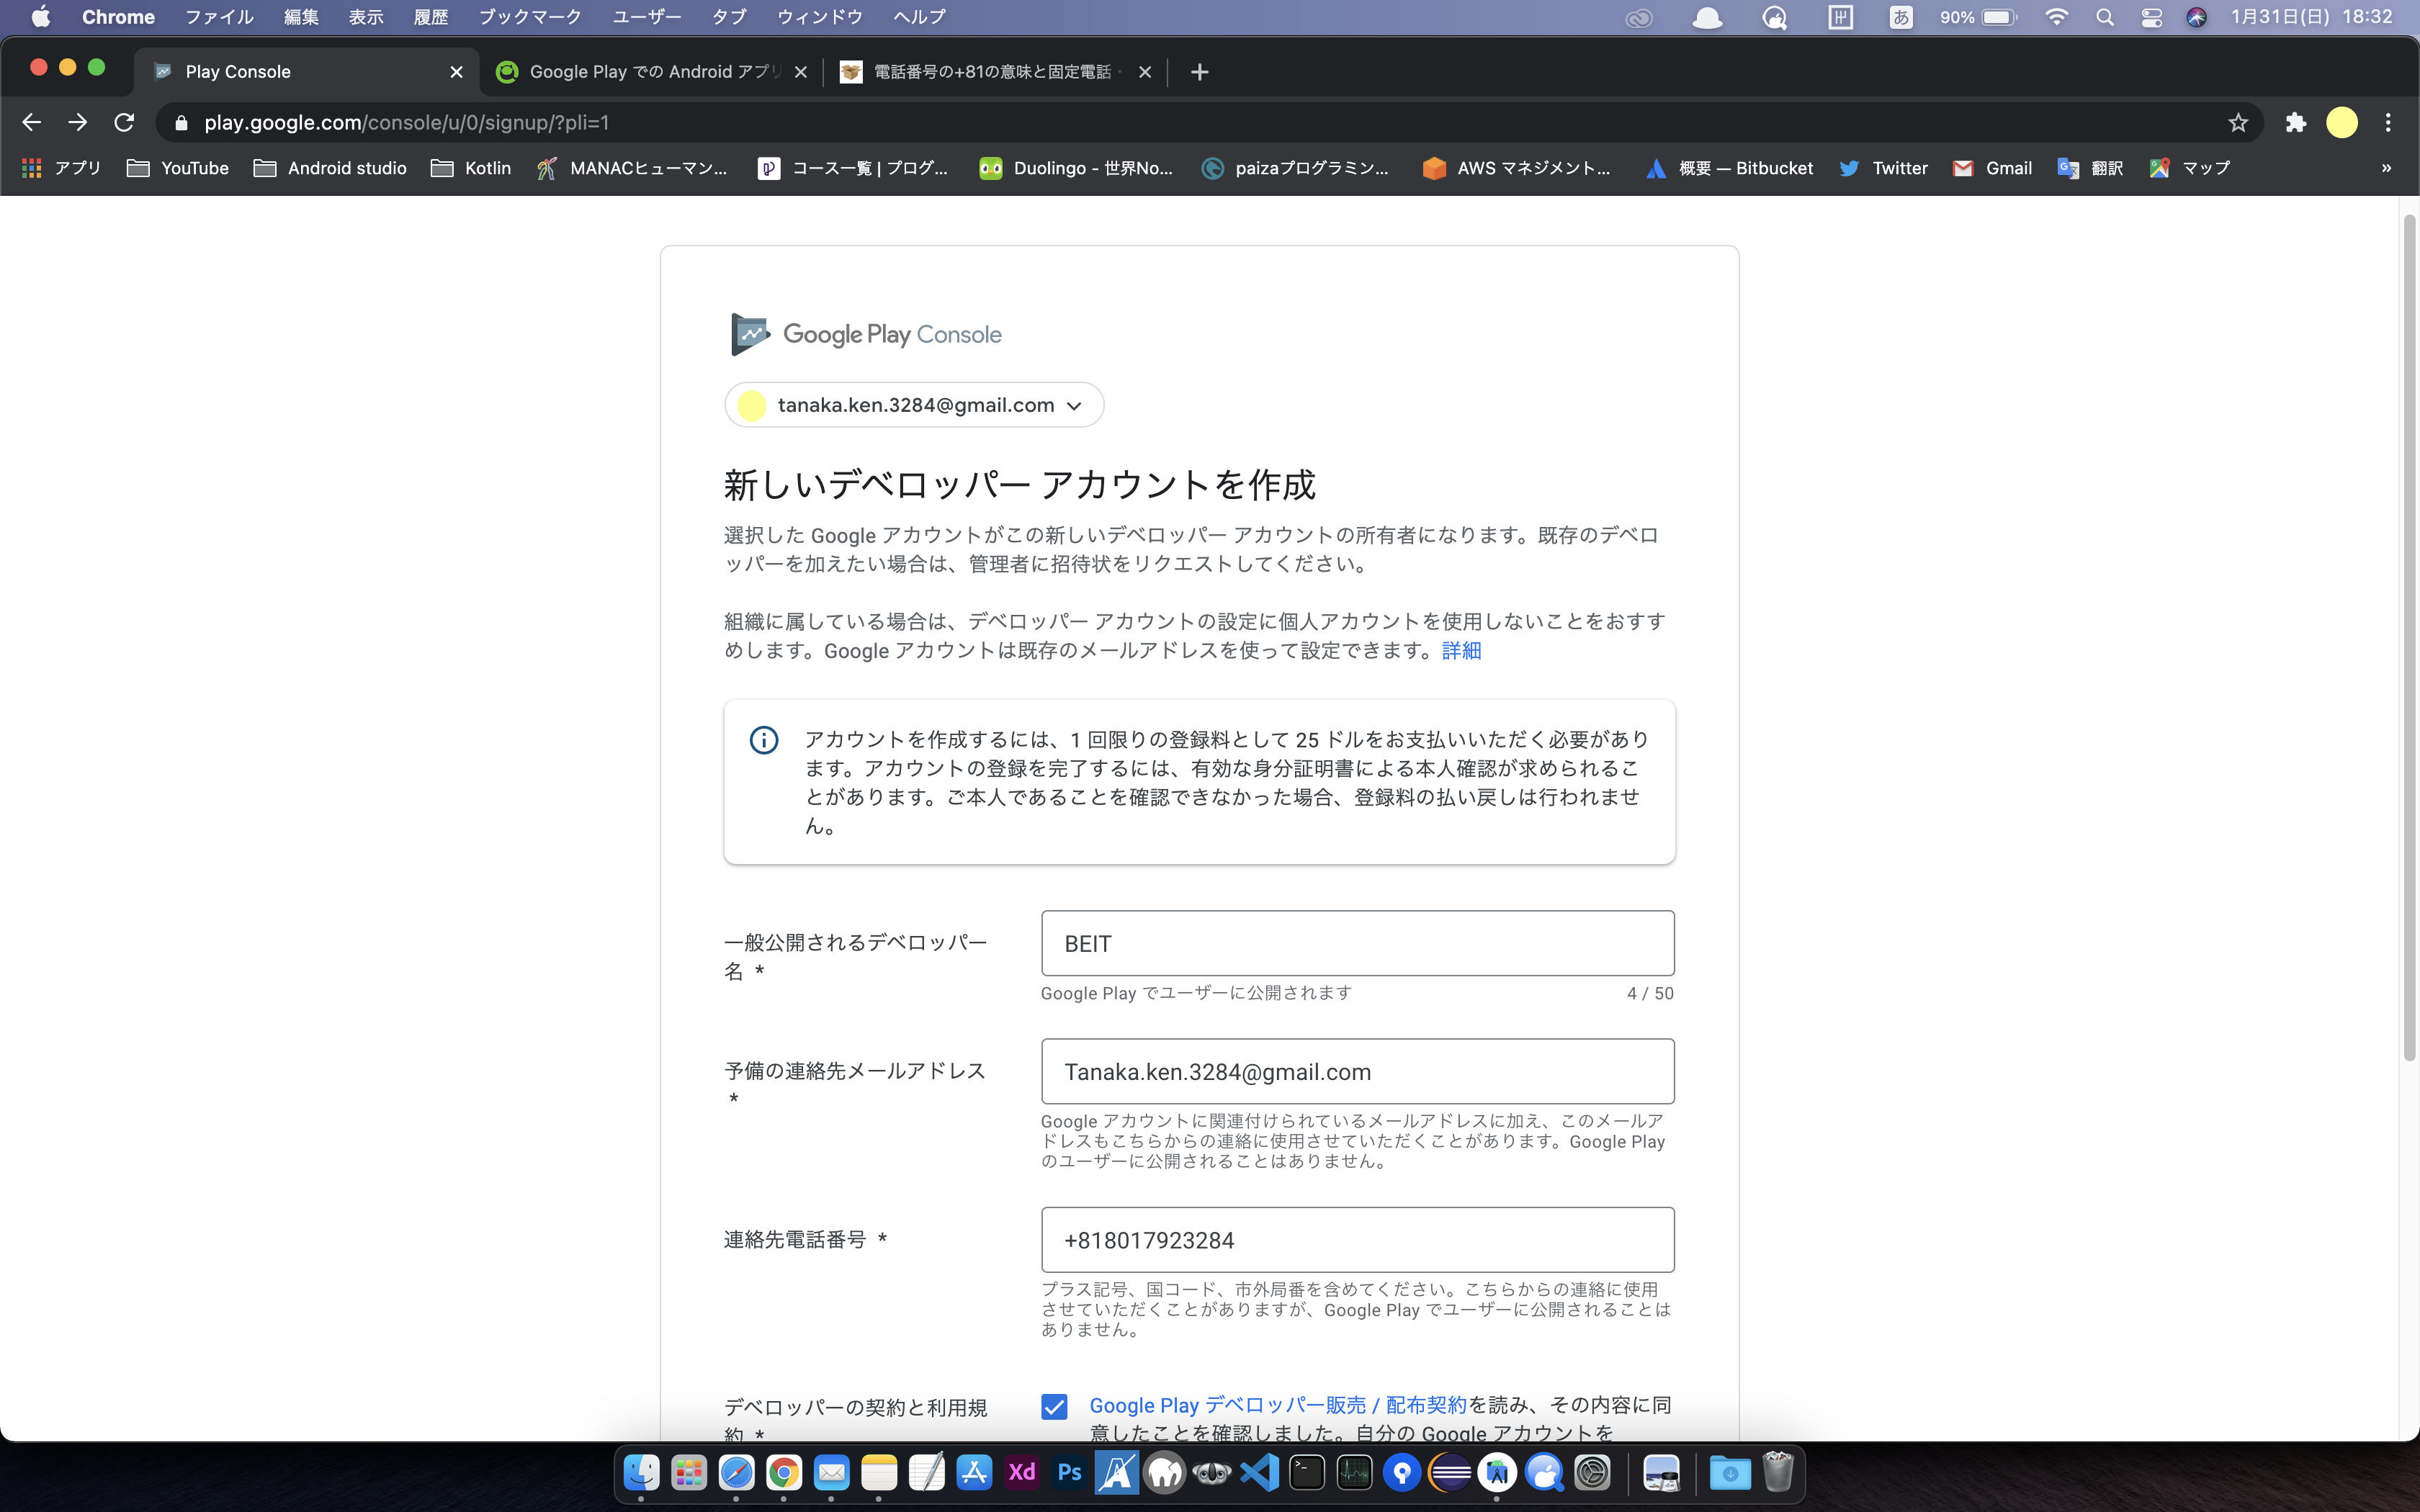 Chrome ファイル 編集 表示 履歴 ブックマーク ユーザー タブ ウィンドウ ヘルプ あ 90% 1月31日(日) 18:32
Play Console Google Play での Android アプリ 電話番号の+81の意味と固定電話
play.google.com/console/u/0/signup/?pli=1
アプリ YouTube Android studio Kotlin MANACヒューマン... コース一覧 | プログ... Duolingo - 世界No... paizaプログラミン... AWS マネジメント... 概要 — Bitbucket Twitter Gmail 翻訳 マップ »
Google Play Console
tanaka.ken.3284@gmail.com
新しいデベロッパー アカウントを作成
選択した Google アカウントがこの新しいデベロッパー アカウントの所有者になります。既存のデベロ
ッパーを加えたい場合は、管理者に招待状をリクエストしてください。
組織に属している場合は、デベロッパー アカウントの設定に個人アカウントを使用しないことをおすす
めします。Google アカウントは既存のメールアドレスを使って設定できます。詳細
アカウントを作成するには、1 回限りの登録料として 25 ドルをお支払いいただく必要があり
ます。アカウントの登録を完了するには、有効な身分証明書による本人確認が求められるこ
とがあります。ご本人であることを確認できなかった場合、登録料の払い戻しは行われませ
ん。
一般公開されるデベロッパー
名 *
BEIT
Google Play でユーザーに公開されます 4 / 50
予備の連絡先メールアドレス
*
Tanaka.ken.3284@gmail.com
Google アカウントに関連付けられているメールアドレスに加え、このメールア
ドレスもこちらからの連絡に使用させていただくことがあります。Google Play
のユーザーに公開されることはありません。
連絡先電話番号 *
+818017923284
プラス記号、国コード、市外局番を含めてください。こちらからの連絡に使用
させていただくことがありますが、Google Play でユーザーに公開されることは
ありません。
デベロッパーの契約と利用規
約 *
Google Play デベロッパー販売 / 配布契約を読み、その内容に同
意したことを確認しました。自分の Google アカウントを
Xd Ps